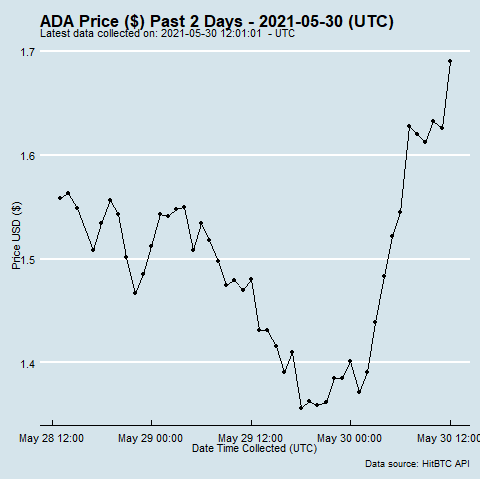 ADA Price ($) Past 2 Days - 2021-05-30 (UTC)
Latest data collected on: 2021-05-30 12:01:01  - UTC
1.7
1.6
1.5
1.4
Price USD ($)
May 28 12:00
May 29 00:00
May 29 12:00
May 30 00:00
May 30 12:00
Date Time Collected (UTC)
Data source: HitBTC API